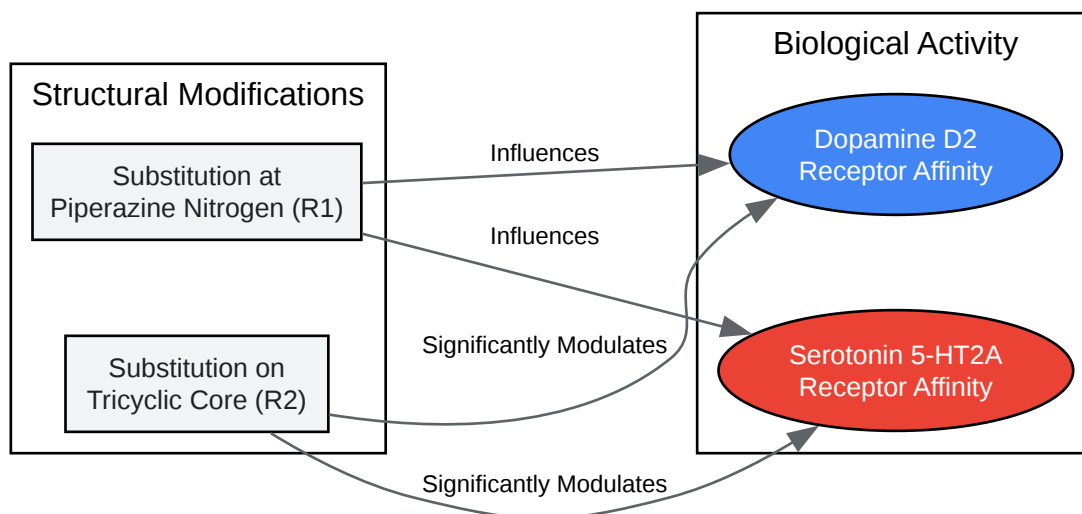 Structural Modifications
Substitution at
Piperazine Nitrogen (R1)
Substitution on
Tricyclic Core (R2)
Influences
Influences
Significantly Modulates
Significantly Modulates
Biological Activity
Dopamine D2
Receptor Affinity
Serotonin 5-HT2A
Receptor Affinity